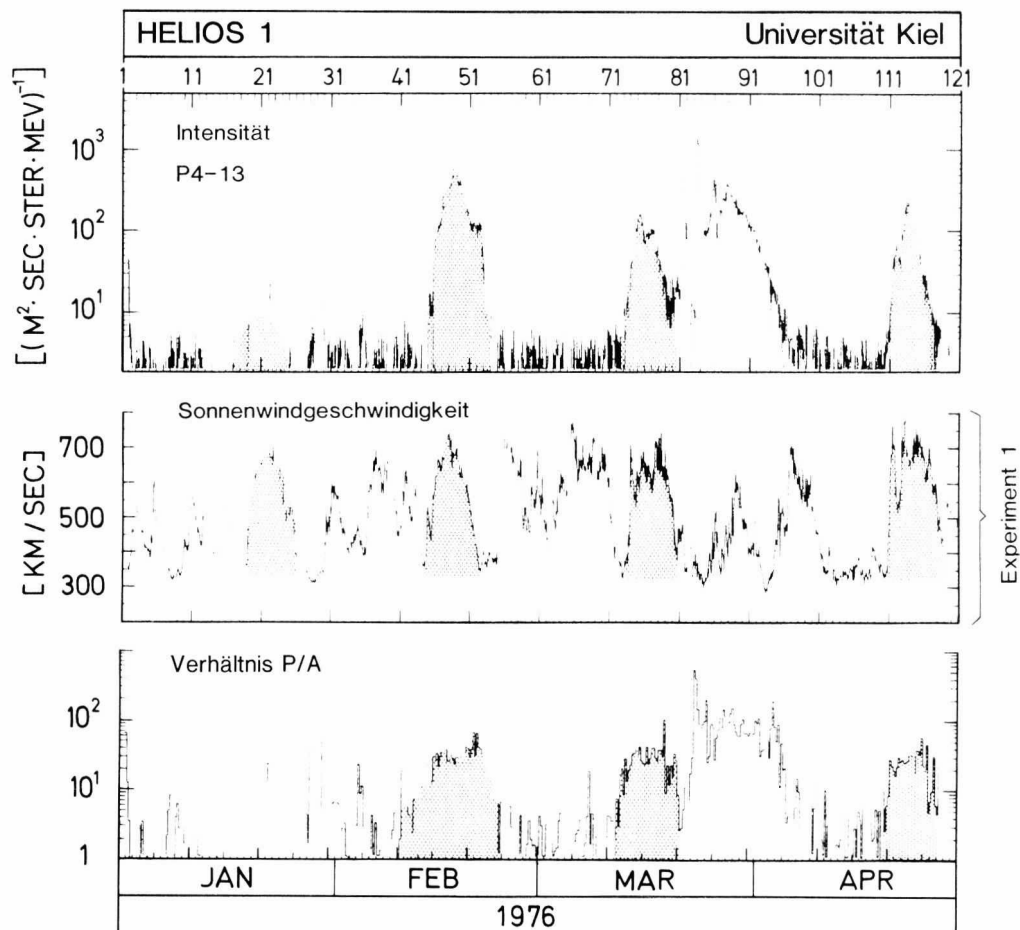 HELIOS 1 Universität Kiel
1 11 21 31 41 51 61 71 81 91 101 111 121
Intensität
P4-13
[(M²·SEC·STER·MEV)⁻¹]
10³
10²
10¹
Sonnenwindgeschwindigkeit
[KM/SEC]
700
500
300
Experiment 1
Verhältnis P/A
10²
10¹
1
JAN FEB MAR APR
1976